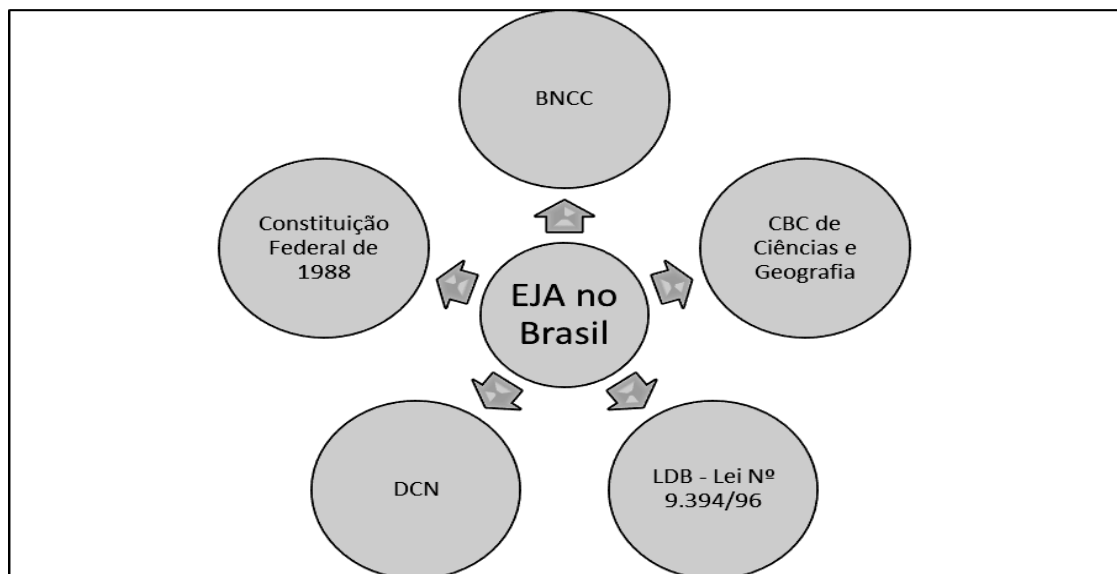 BNCC
Constituição
Federal de
1988
CBC de
Ciências e
Geografia
EJA no
Brasil
DCN
LDB - Lei Nº
9.394/96